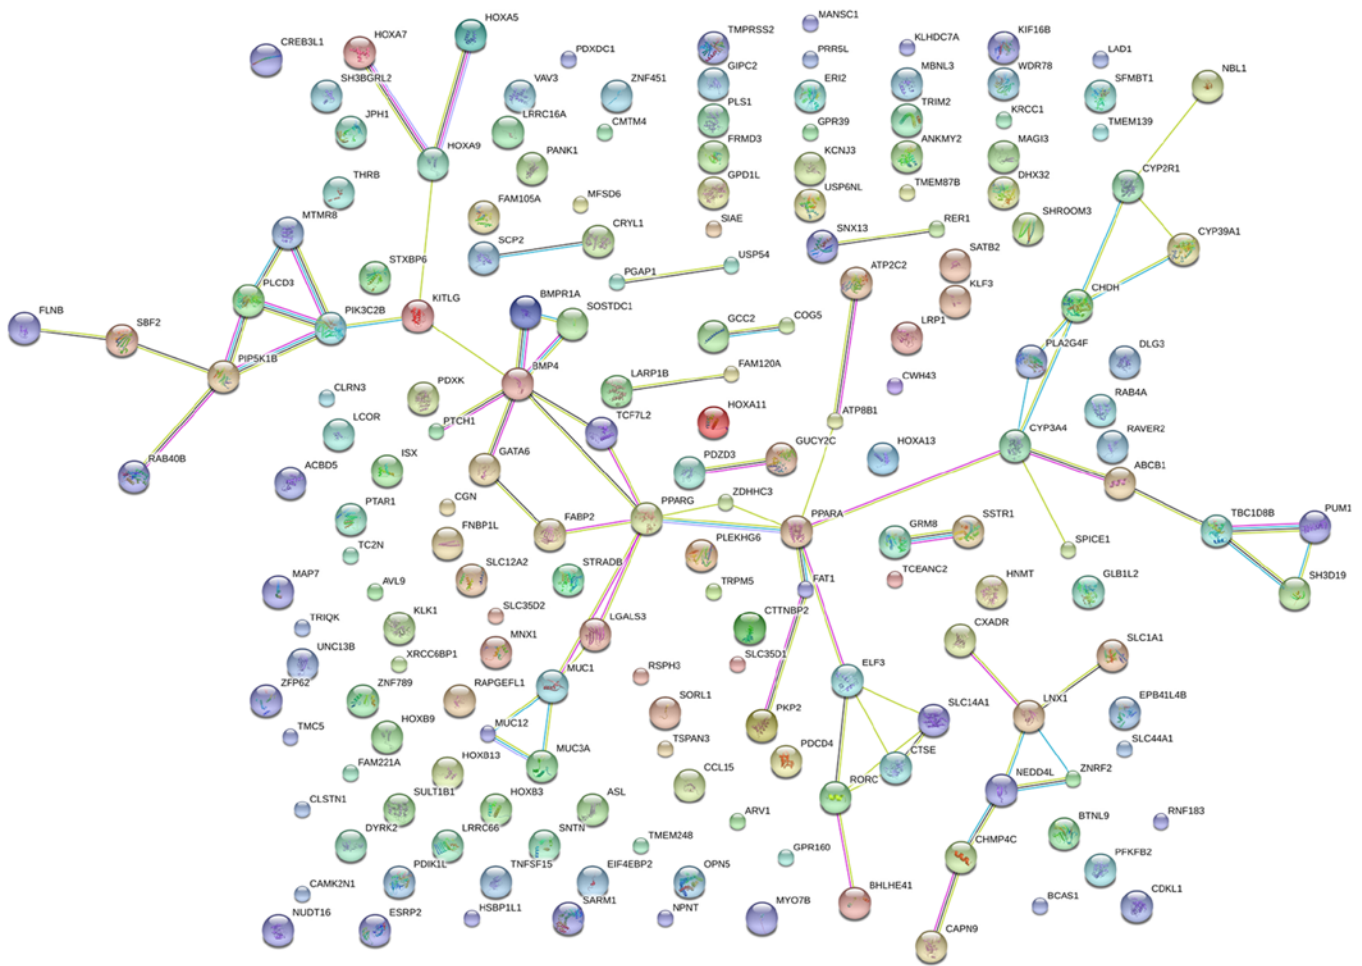 MANSC1
HOXA5
HOXA7
CREB3L1
TMPRSS2
KIF16B
KLHDC7A
PDXDC1
PRR5L
LAD1
NBL1
SH3BGRL2
VAV3
ZNF451
GIPC2
ERI2
MBNL3
WDR78
SFMBT1
JPH1
LRRC16A
CMTM4
PLS1
GPR39
TRIM2
KRCC1
TMEM139
HOXA9
PANK1
FRMD3
KCNJ3
ANKMY2
MAGI3
CYP2R1
THRB
FAM105A
MFSD6
GPD1L
USP6NL
TMEM87B
DHX32
MTMR8
CRYL1
SIAE
SNX13
RER1
SHROOM3
CYP39A1
SCP2
STXBP6
USP54
SATB2
PLCD3
PGAP1
ATP2C2
KLF3
CHDH
KITLG
BMPR1A
SOSTDC1
FLNB
SBF2
PIK3C2B
GCC2
COG5
LRP1
PLA2G4F
DLG3
PIP5K1B
BMP4
LARP1B
FAM120A
CWH43
CLRN3
PDXK
RAB4A
PTCH1
TCF7L2
HOXA11
ATP8B1
LCOR
CYP3A4
RAVER2
GUCY2C
HOXA13
RAB40B
ACBD5
ISX
GATA6
PDZD3
ABCB1
CGN
ZDHHC3
PTAR1
FABP2
PPARG
PPARA
TBC1D8B
PUM1
FNBP1L
GRM8
SSTR1
TC2N
PLEKHG6
SPICE1
SLC12A2
STRADB
FAT1
TCEANC2
HNMT
GLB1L2
SH3D19
MAP7
AVL9
TRPM5
SLC35D2
LGALS3
CTTNBP2
TRIQK
KLK1
CXADR
MNX1
SLC1A1
UNC13B
XRCC6BP1
SLC35D1
MUC1
RSPH3
ELF3
ZFP62
ZNF789
RAPGEFL1
SORL1
LNX1
EPB41L4B
MUC12
PKP2
SLC14A1
TMC5
HOXB9
TSPAN3
SLC44A1
FAM221A
HOXB13
MUC3A
PDCD4
CTSE
NEDD4L
ZNRF2
CCL15
RORC
CLSTN1
SULT1B1
HOXB3
ASL
ARV1
RNF183
DYRK2
LRRC66
SNTN
TMEM248
BTNL9
GPR160
CHMP4C
PFKFB2
PDIK1L
TNFSF15
EIF4EBP2
OPN5
CAMK2N1
BHLHE41
BCAS1
CDKL1
NUDT16
ESRP2
HSBP1L1
SARM1
NPNT
MYO7B
CAPN9